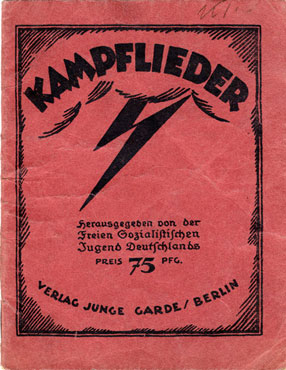 KAMPFLIEDER
Herausgegeben von der
Freien Sozialistischen
Jugend Deutschlands
PREIS 75 PFG.
VERLAG JUNGE GARDE / BERLIN